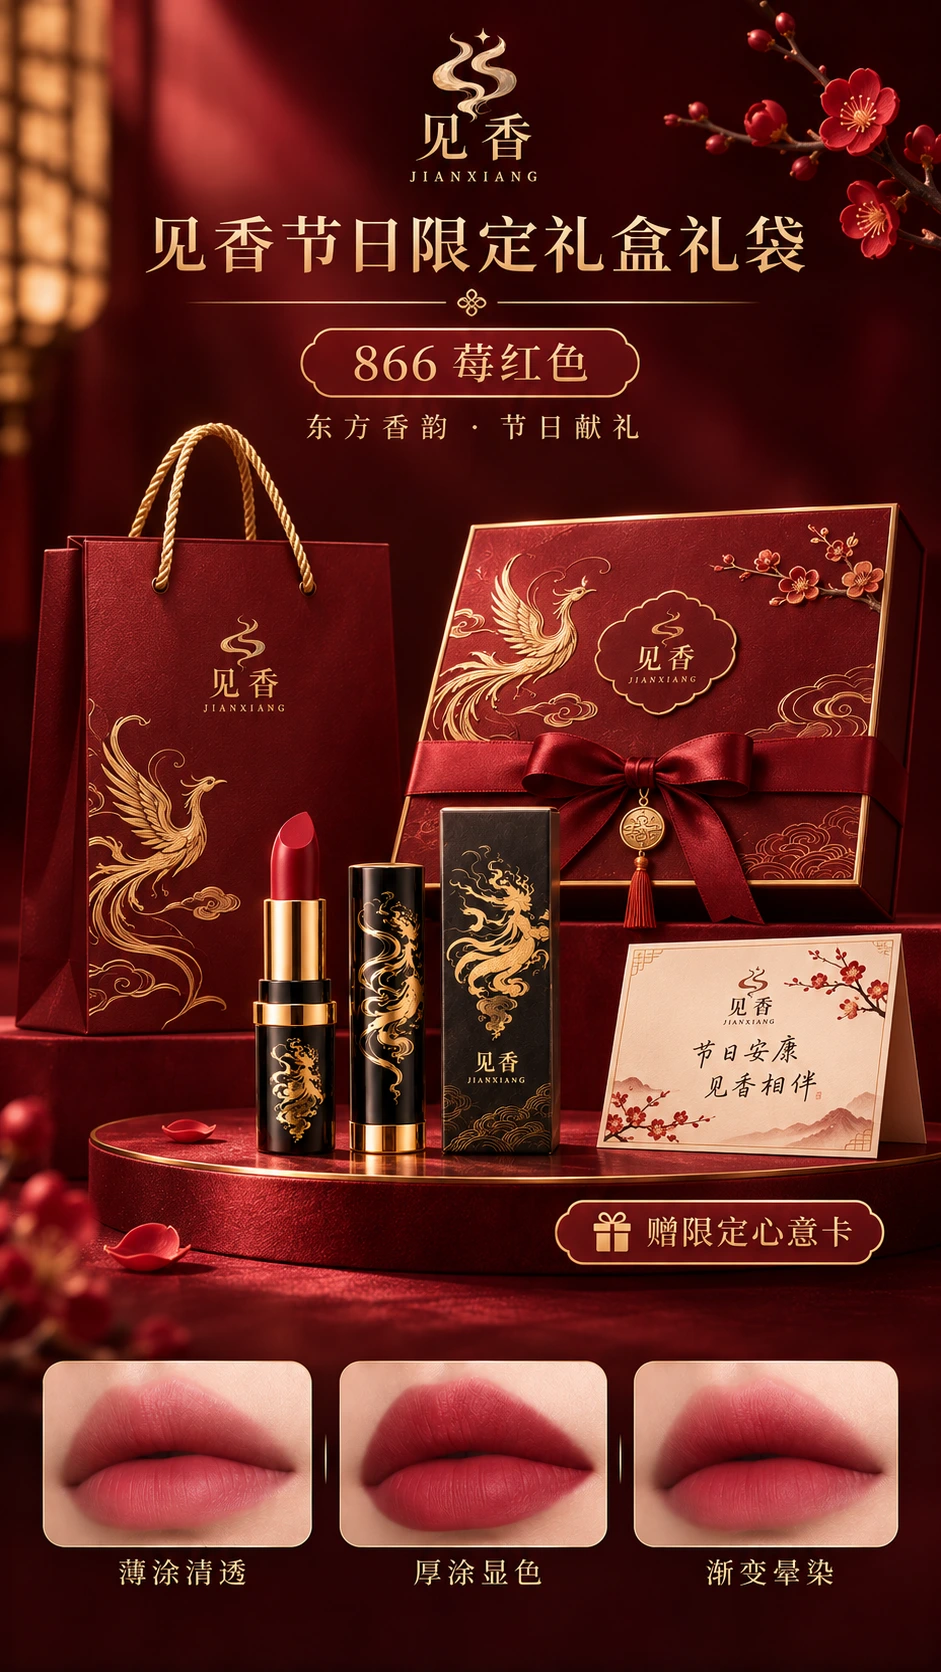 见香
JIANXIANG
见香节日限定礼盒礼袋
866 莓红色
东方香韵 · 节日献礼
见香
JIANXIANG
见香
JIANXIANG
见香
JIANXIANG
见香
JIANXIANG
节日安康
见香相伴
赠限定心意卡
薄涂清透
厚涂显色
渐变晕染